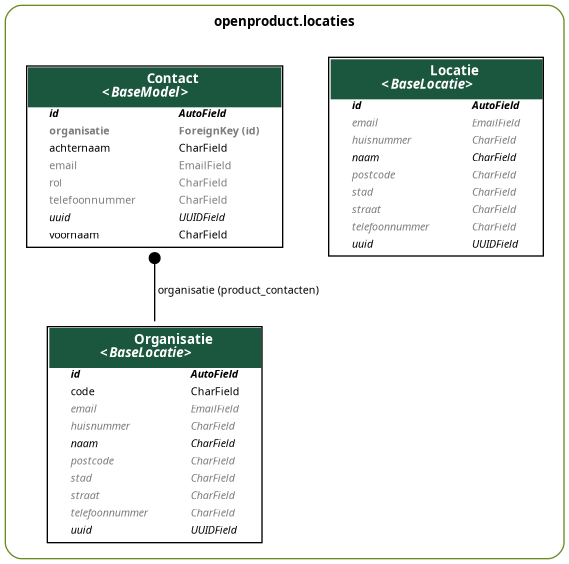 openproduct.locaties
Contact
<BaseModel>
id AutoField
organisatie ForeignKey (id)
achternaam CharField
email EmailField
rol CharField
telefoonnummer CharField
uuid UUIDField
voornaam CharField
Locatie
<BaseLocatie>
id AutoField
email EmailField
huisnummer CharField
naam CharField
postcode CharField
stad CharField
straat CharField
telefoonnummer CharField
uuid UUIDField
organisatie (product_contacten)
Organisatie
<BaseLocatie>
id AutoField
code CharField
email EmailField
huisnummer CharField
naam CharField
postcode CharField
stad CharField
straat CharField
telefoonnummer CharField
uuid UUIDField